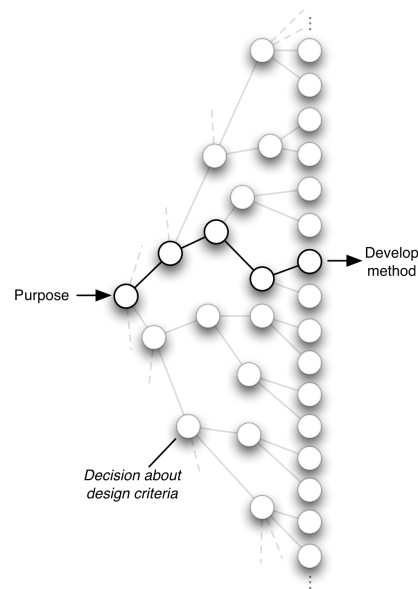 Purpose
Develop
method
Decision about
design criteria